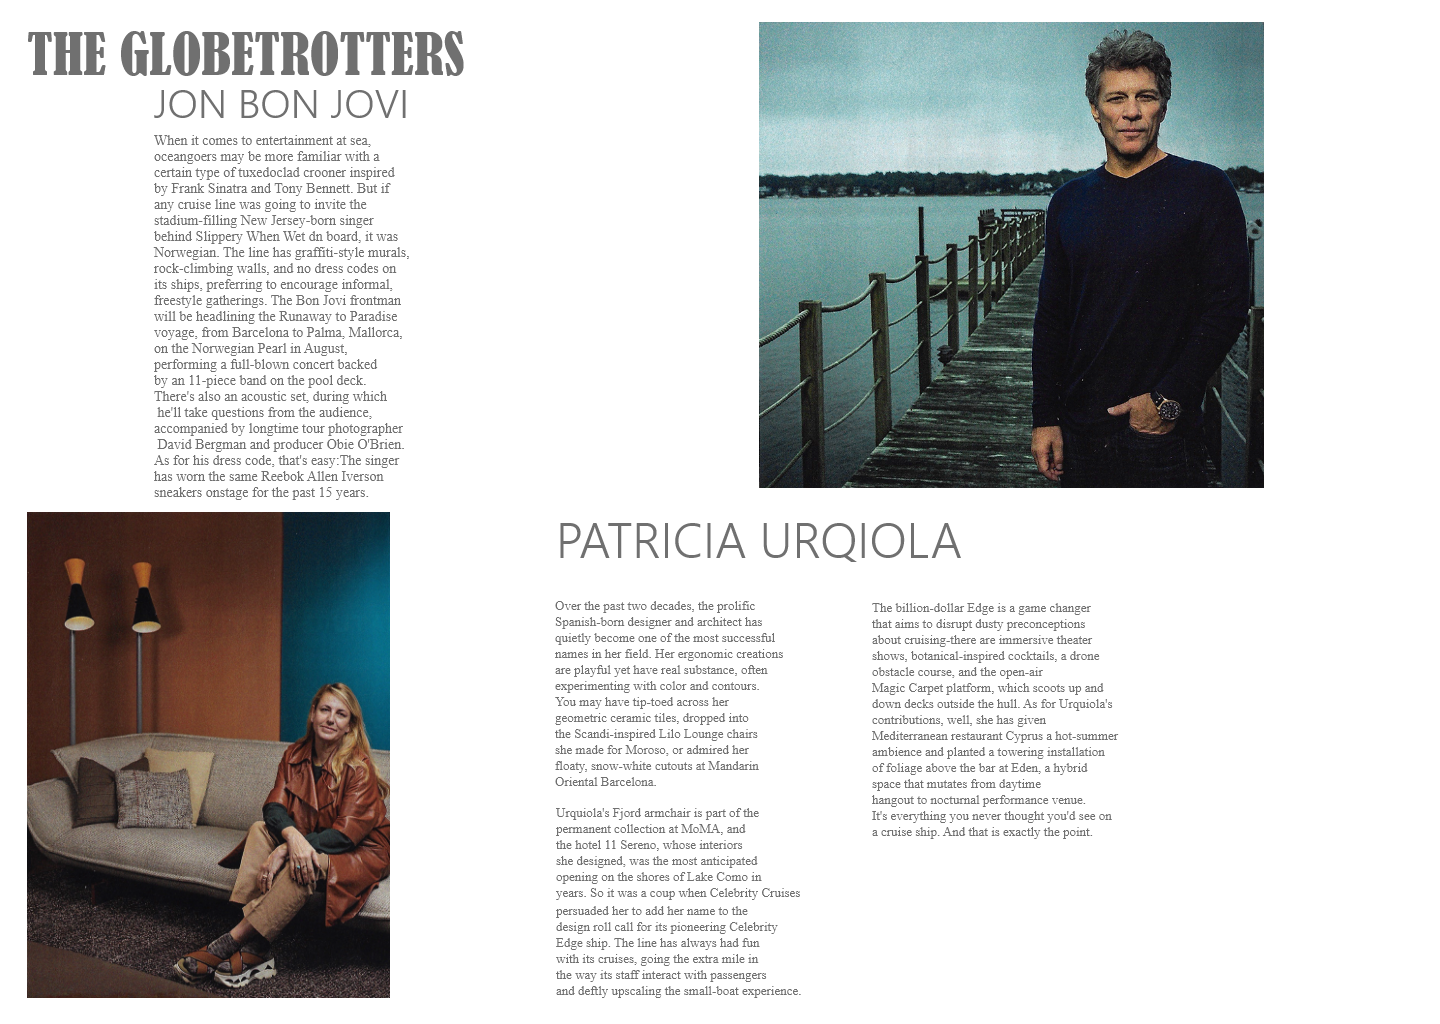 THE GLOBETROTTERS
JON BON JOVI
When it comes to entertainment at sea,
oceangoers may be more familiar with a
certain type of tuxedoclad crooner inspired
by Frank Sinatra and Tony Bennett. But if
any cruise line was going to invite the
stadium-filling New Jersey-born singer
behind Slippery When Wet dn board, it was
Norwegian. The line has graffiti-style murals,
rock-climbing walls, and no dress codes on
its ships, preferring to encourage informal,
freestyle gatherings. The Bon Jovi frontman
will be headlining the Runaway to Paradise
voyage, from Barcelona to Palma, Mallorca,
on the Norwegian Pearl in August,
performing a full-blown concert backed
by an 11-piece band on the pool deck.
There's also an acoustic set, during which
he'll take questions from the audience,
accompanied by longtime tour photographer
David Bergman and producer Obie O'Brien.
As for his dress code, that's easy:The singer
has worn the same Reebok Allen Iverson
sneakers onstage for the past 15 years.
PATRICIA URQIOLA
Over the past two decades, the prolific
Spanish-born designer and architect has
quietly become one of the most successful
names in her field. Her ergonomic creations
are playful yet have real substance, often
experimenting with color and contours.
You may have tip-toed across her
geometric ceramic tiles, dropped into
the Scandi-inspired Lilo Lounge chairs
she made for Moroso, or admired her
floaty, snow-white cutouts at Mandarin
Oriental Barcelona.
Urquiola's Fjord armchair is part of the
permanent collection at MoMA, and
the hotel 11 Sereno, whose interiors
she designed, was the most anticipated
opening on the shores of Lake Como in
years. So it was a coup when Celebrity Cruises
persuaded her to add her name to the
design roll call for its pioneering Celebrity
Edge ship. The line has always had fun
with its cruises, going the extra mile in
the way its staff interact with passengers
and deftly upscaling the small-boat experience.
The billion-dollar Edge is a game changer
that aims to disrupt dusty preconceptions
about cruising-there are immersive theater
shows, botanical-inspired cocktails, a drone
obstacle course, and the open-air
Magic Carpet platform, which scoots up and
down decks outside the hull. As for Urquiola's
contributions, well, she has given
Mediterranean restaurant Cyprus a hot-summer
ambience and planted a towering installation
of foliage above the bar at Eden, a hybrid
space that mutates from daytime
hangout to nocturnal performance venue.
It's everything you never thought you'd see on
a cruise ship. And that is exactly the point.